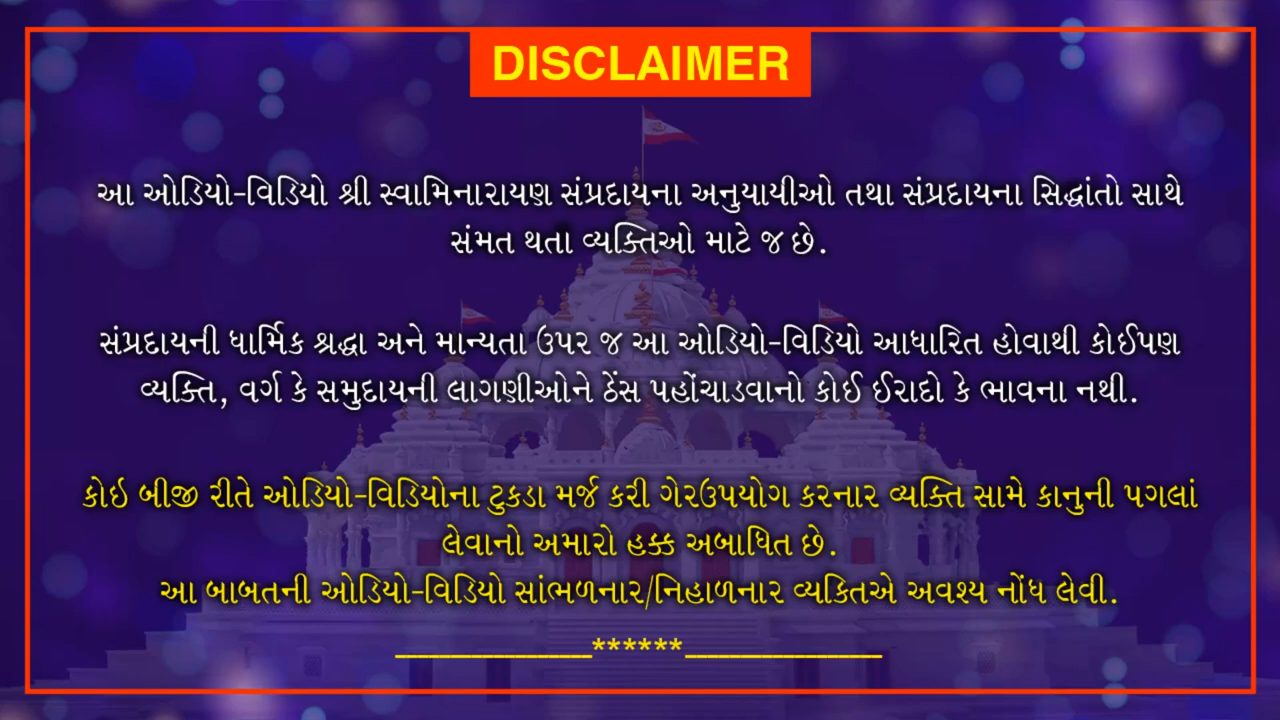 DISCLAIMER
આ ઓડિયો-વિડિયો શ્રી સ્વામિનારાયણ સંપ્રદાયના અનુયાયીઓ તથા સંપ્રદાયના સિદ્ધાંતો સાથે
સંમત થતા વ્યક્તિઓ માટે જ છે.
સંપ્રદાયની ધાર્મિક શ્રદ્ધા અને માન્યતા ઉપર જ આ ઓડિયો-વિડિયો આધારિત હોવાથી કોઈપણ
વ્યક્તિ, વર્ગ કે સમુદાયની લાગણીઓને ઠેંસ પહોંચાડવાનો કોઈ ઈરાદો કે ભાવના નથી.
કોઇ બીજી રીતે ઓડિયો-વિડિયોના ટુકડા મર્જ કરી ગેરઉપયોગ કરનાર વ્યક્તિ સામે કાનુની પગલાં
લેવાનો અમારો હક્ક અબાધિત છે.
આ બાબતની ઓડિયો-વિડિયો સાંભળનાર/નિહાળનાર વ્યકિતએ અવશ્ય નોંધ લેવી.
__________________******__________________